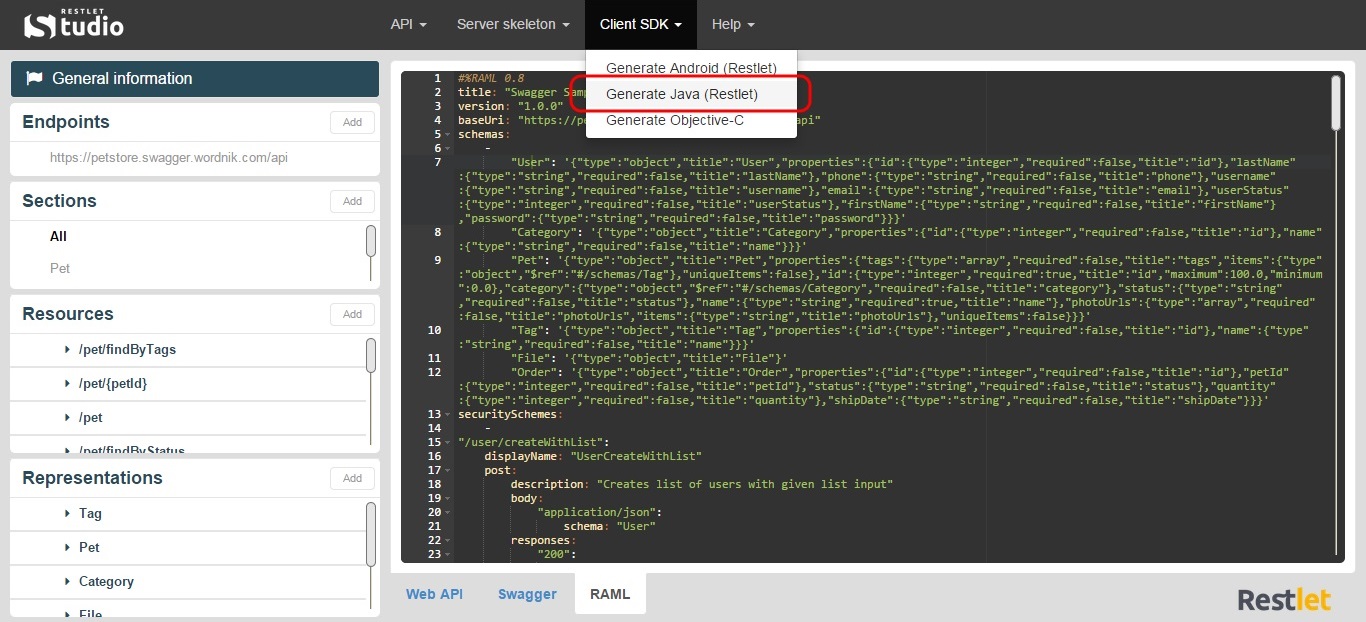 RESTLET
Studio
API
Server skeleton
Client SDK
Help
Generate Android (Restlet)
Generate Java (Restlet)
Generate Objective-C
General information
Endpoints
Add
https://petstore.swagger.wordnik.com/api
Sections
Add
All
Pet
Resources
Add
/pet/findByTags
/pet/{petId}
/pet
/pet/findByStatus
Representations
Add
Tag
Pet
Category
File
1 #%RAML 0.8
2 title: "Swagger Sam
3 version: "1.0.0"
4 baseUri: "https://pe api"
5 schemas:
6 -
7 "User": '{"type":"object","title":"User","properties":{"id":{"type":"integer","required":false,"title":"id"},"lastName"
:{"type":"string","required":false,"title":"lastName"},"phone":{"type":"string","required":false,"title":"phone"},"username"
:{"type":"string","required":false,"title":"username"},"email":{"type":"string","required":false,"title":"email"},"userStatus"
:{"type":"integer","required":false,"title":"userStatus"},"firstName":{"type":"string","required":false,"title":"firstName"}
,"password":{"type":"string","required":false,"title":"password"}}}'
8 "Category": '{"type":"object","title":"Category","properties":{"id":{"type":"integer","required":false,"title":"id"},"name"
:{"type":"string","required":false,"title":"name"}}}'
9 "Pet": '{"type":"object","title":"Pet","properties":{"tags":{"type":"array","required":false,"title":"tags","items":{"type"
:"object","$ref":"#/schemas/Tag"},"uniqueItems":false},"id":{"type":"integer","required":true,"title":"id","maximum":100.0,"minimum"
:0.0},"category":{"type":"object","$ref":"#/schemas/Category","required":false,"title":"category"},"status":{"type":"string"
,"required":false,"title":"status"},"name":{"type":"string","required":true,"title":"name"},"photoUrls":{"type":"array","required"
:false,"title":"photoUrls","items":{"type":"string","title":"photoUrls"},"uniqueItems":false}}}'
10 "Tag": '{"type":"object","title":"Tag","properties":{"id":{"type":"integer","required":false,"title":"id"},"name":{"type"
:"string","required":false,"title":"name"}}}'
11 "File": '{"type":"object","title":"File"}'
12 "Order": '{"type":"object","title":"Order","properties":{"id":{"type":"integer","required":false,"title":"id"},"petId"
:{"type":"integer","required":false,"title":"petId"},"status":{"type":"string","required":false,"title":"status"},"quantity"
:{"type":"integer","required":false,"title":"quantity"},"shipDate":{"type":"string","required":false,"title":"shipDate"}}}'
13 securitySchemes:
14 -
15 "/user/createWithList":
16 displayName: "UserCreateWithList"
17 post:
18 description: "Creates list of users with given list input"
19 body:
20 "application/json":
21 schema: "User"
22 responses:
23 "200":
Web API
Swagger
RAML
Restlet